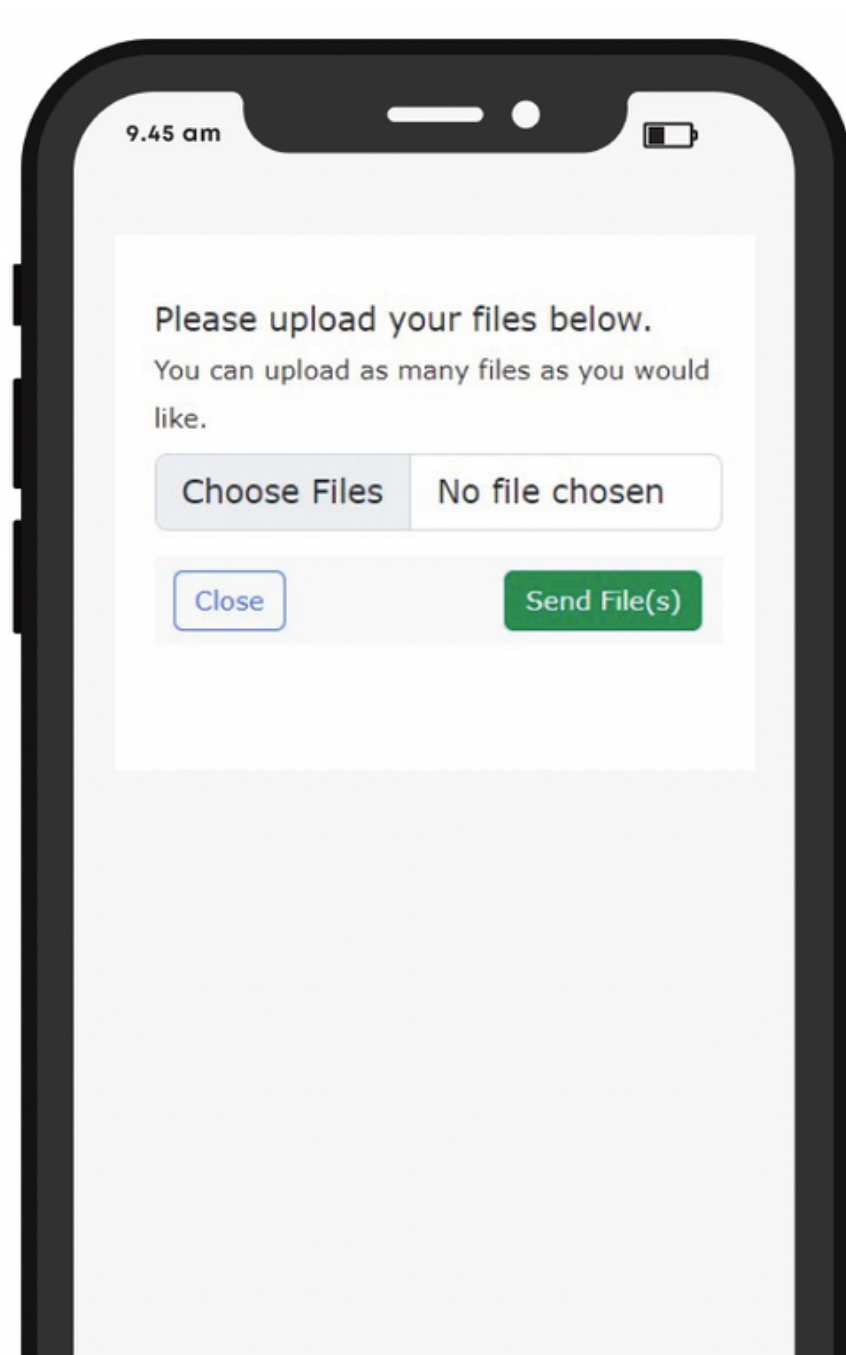 9.45 am
Please upload your files below.
You can upload as many files as you would
like.
Choose Files No file chosen
Close Send File(s)